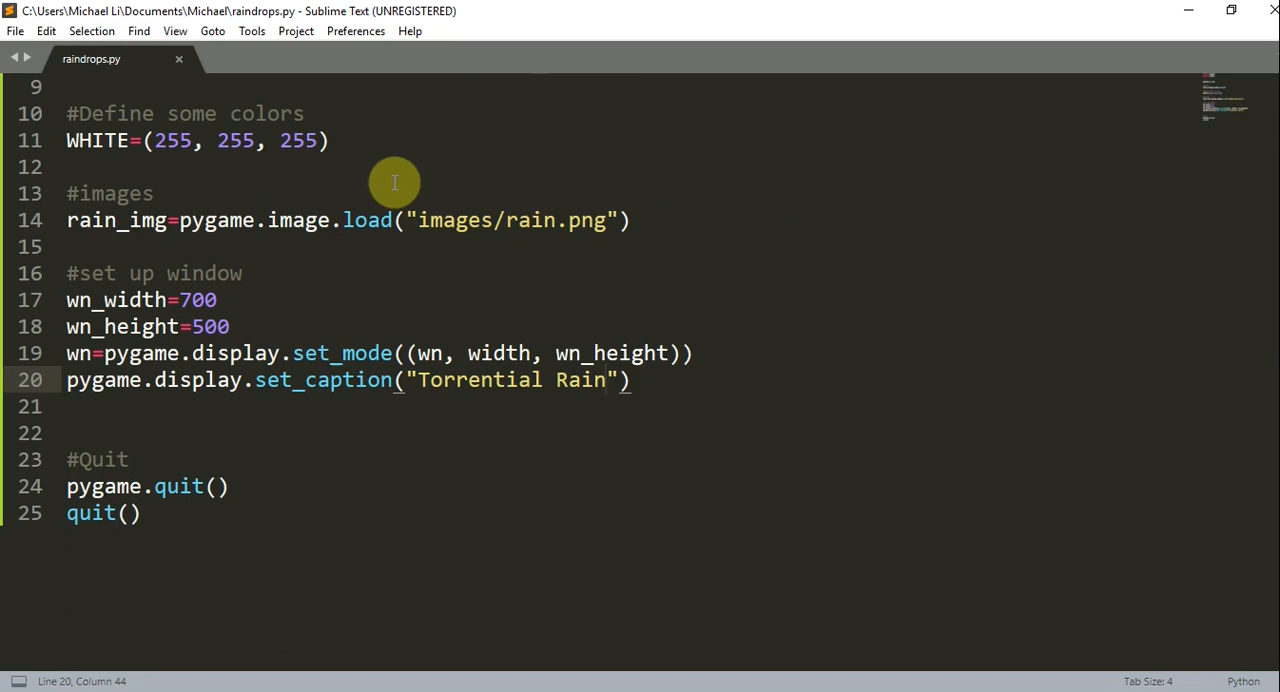 C:\Users\Michael Li\Documents\Michael\raindrops.py - Sublime Text (UNREGISTERED)
File Edit Selection Find View Goto Tools Project Preferences Help
raindrops.py
9
10 #Define some colors
11 WHITE=(255, 255, 255)
12
13 #images
14 rain_img=pygame.image.load("images/rain.png")
15
16 #set up window
17 wn_width=700
18 wn_height=500
19 wn=pygame.display.set_mode((wn, width, wn_height))
20 pygame.display.set_caption("Torrential Rain")
21
22
23 #Quit
24 pygame.quit()
25 quit()
Line 20, Column 44 Tab Size: 4 Python